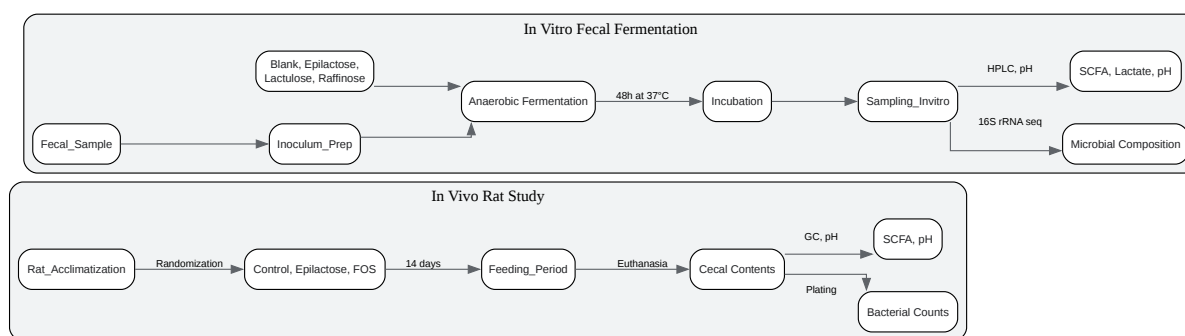 In Vitro Fecal Fermentation
Blank, Epilactose,
Lactulose, Raffinose
Fecal_Sample
Inoculum_Prep
Anaerobic Fermentation
48h at 37°C
Incubation
Sampling_Invitro
HPLC, pH
SCFA, Lactate, pH
16S rRNA seq
Microbial Composition
In Vivo Rat Study
Rat_Acclimatization
Randomization
Control, Epilactose, FOS
14 days
Feeding_Period
Euthanasia
Cecal Contents
GC, pH
SCFA, pH
Plating
Bacterial Counts